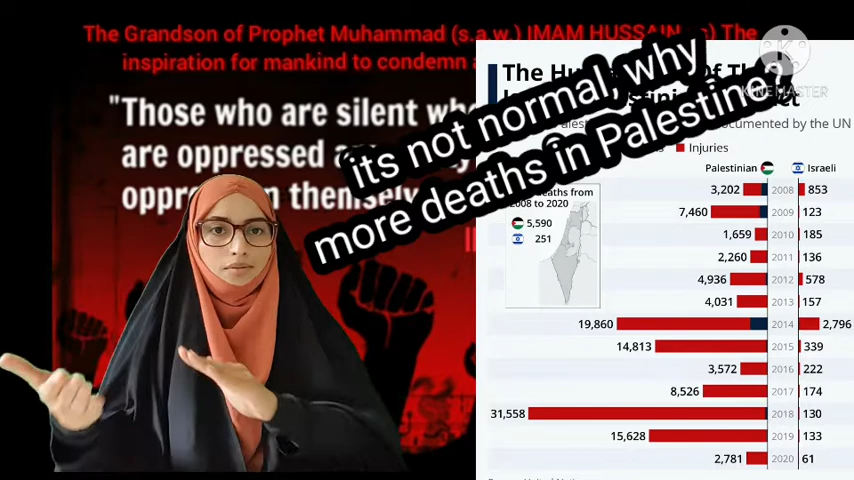 The Grandson of Prophet Muhammad (s.a.w.) IMAM HUSSAIN The
inspiration for mankind to condemn
"Those who are silent
are oppressed
themselves
its not normal, why
more deaths in Palestine?
The Of
KINEMASTER
documented by the UN
Injuries
Palestinian Israeli
deaths from
2008 to 2020
5,590
251
3,202 2008 853
7,460 2009 123
1,659 2010 185
2,260 2011 136
4,936 2012 578
4,031 2013 157
19,860 2014 2,796
14,813 2015 339
3,572 2016 222
8,526 2017 174
31,558 2018 130
15,628 2019 133
2,781 2020 61